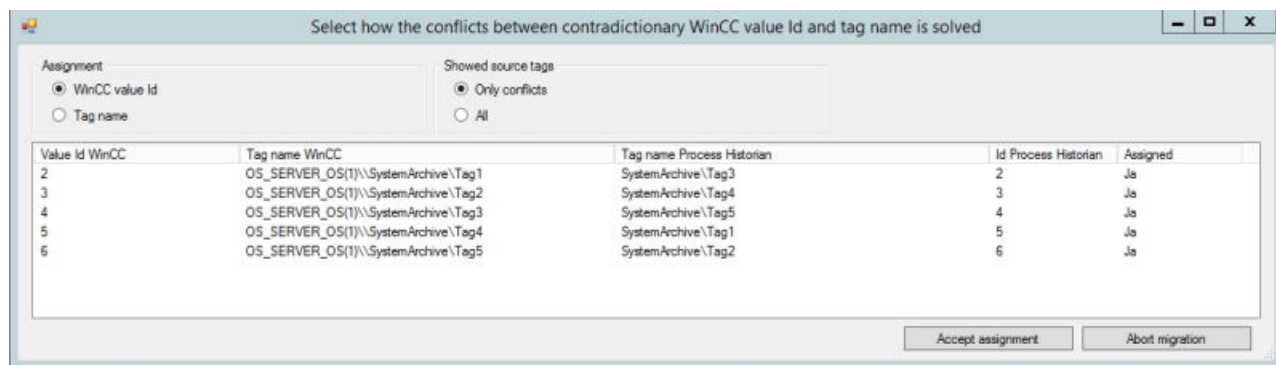 Select how the conflicts between contradictionary WinCC value Id and tag name is solved
Assignment Showed source tags
WinCC value Id Only conflicts
Tag name All
Value Id WinCC Tag name WinCC Tag name Process Historian Id Process Historian Assigned
2 OS_SERVER_OS(1)\\SystemArchive\Tag1 SystemArchive\Tag3 2 Ja
3 OS_SERVER_OS(1)\\SystemArchive\Tag2 SystemArchive\Tag4 3 Ja
4 OS_SERVER_OS(1)\\SystemArchive\Tag3 SystemArchive\Tag5 4 Ja
5 OS_SERVER_OS(1)\\SystemArchive\Tag4 SystemArchive\Tag1 5 Ja
6 OS_SERVER_OS(1)\\SystemArchive\Tag5 SystemArchive\Tag2 6 Ja
Accept assignment Abort migration